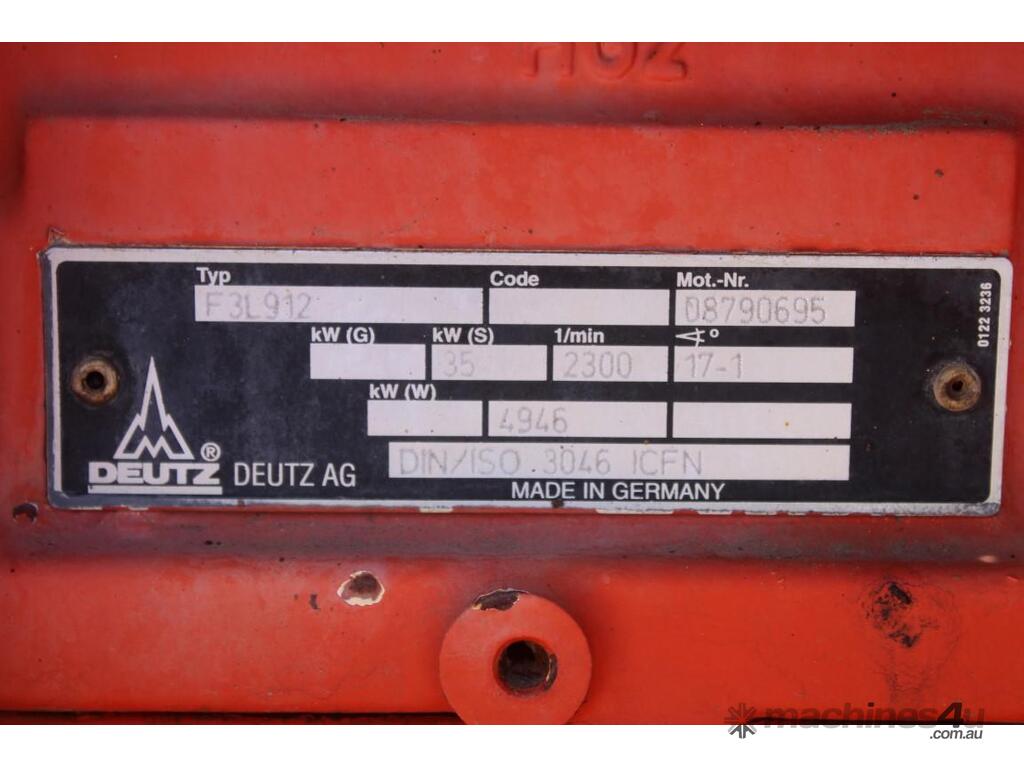 Typ Code Mot.-Nr.
F3L912 08790695
kW (G) kW (S) 1/min ∢°
35 2300 17-1
kW (W)
4946
DIN/ISO 3046 ICFN
DEUTZ ® DEUTZ AG
MADE IN GERMANY
0122 3236
machines4u
.com.au